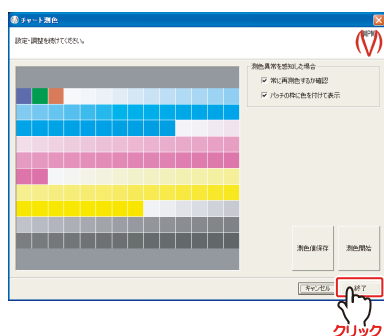 チャート測色
設定・調整を続けてください。
測色異常を感知した場合
常に再測色するか確認
パッチの枠に色を付けて表示
測色値保存
測色開始
キャンセル
終了
クリック